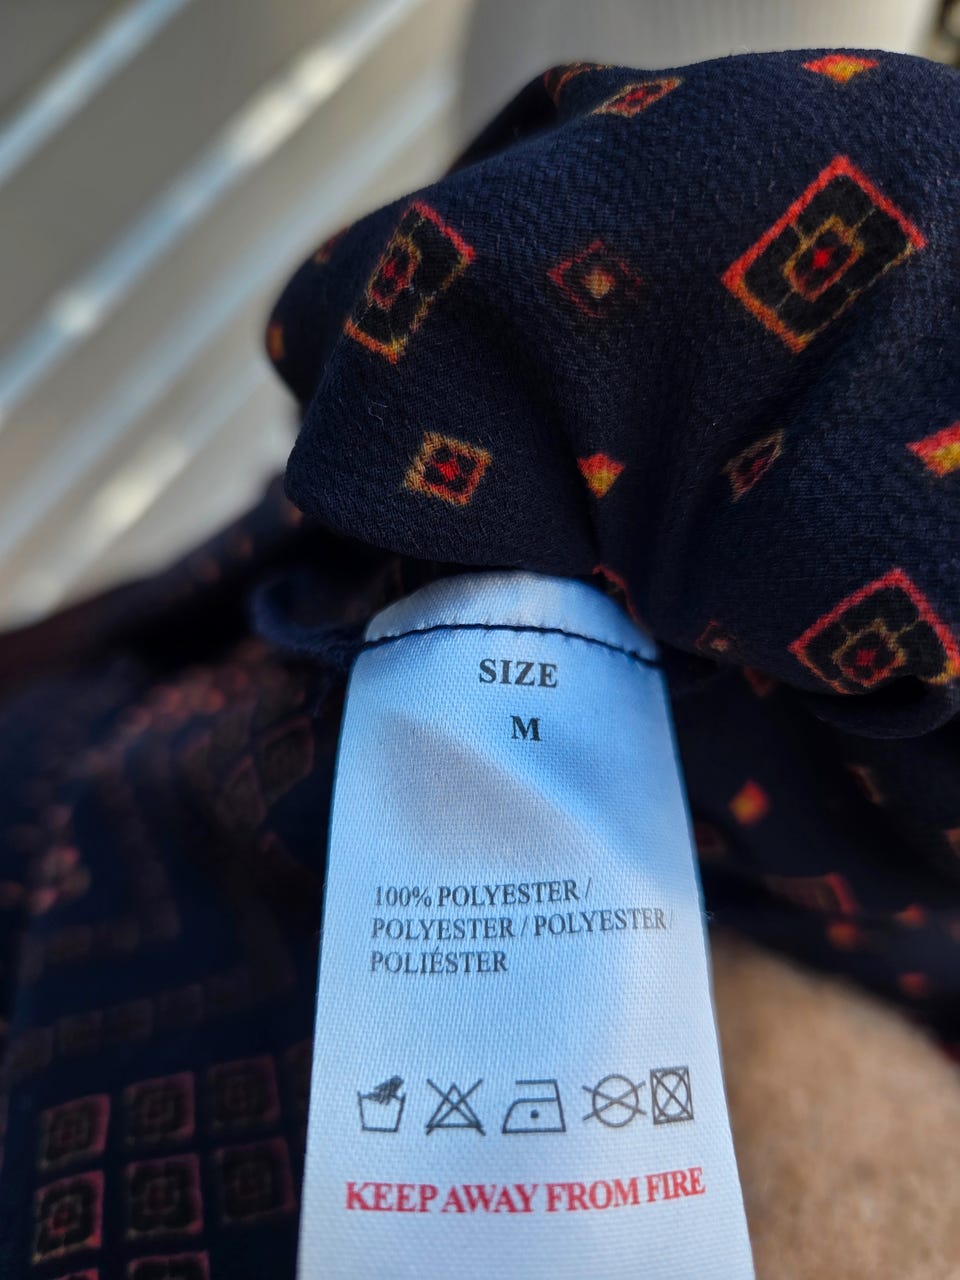 SIZE
M
100% POLYESTER /
POLYESTER / POLYESTER /
POLIÉSTER
KEEP AWAY FROM FIRE